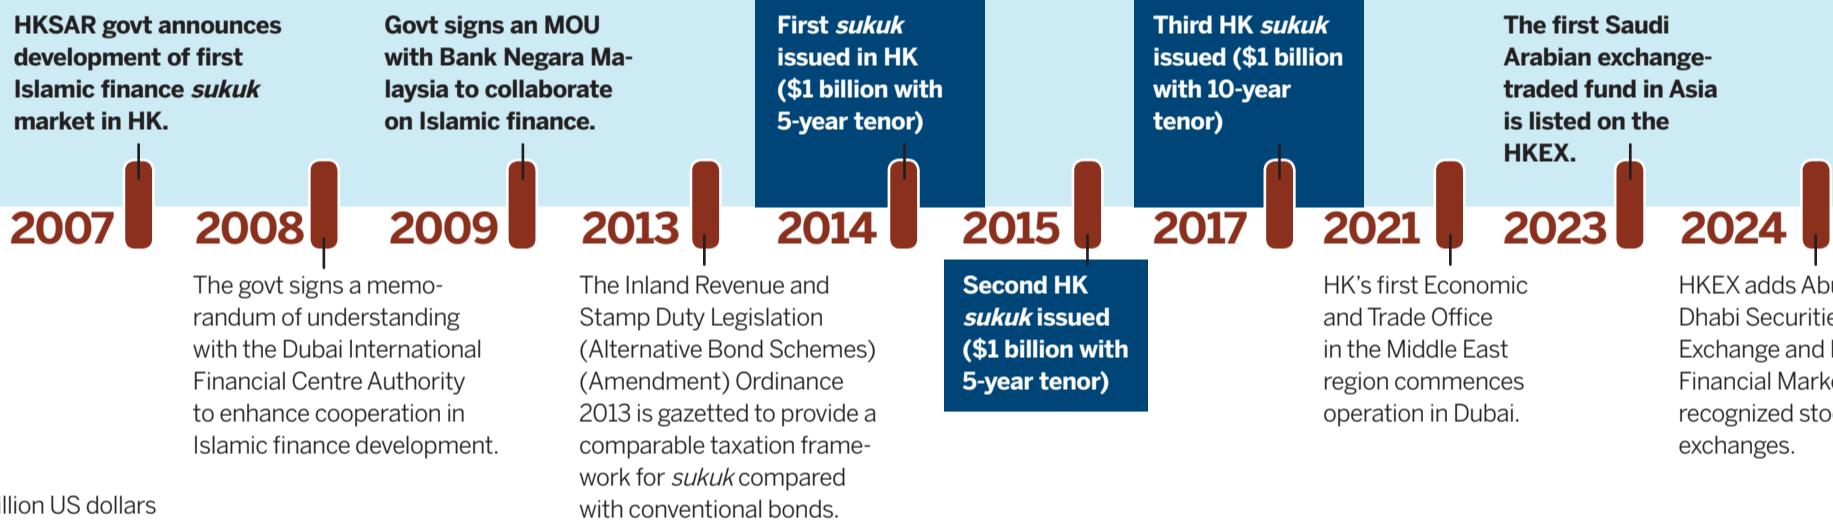 HKSAR govt announces
development of first
Islamic finance sukuk
market in HK.
Govt signs an MOU
with Bank Negara Ma-
laysia to collaborate
on Islamic finance.
First sukuk
issued in HK
($1 billion with
5-year tenor)
Third HK sukuk
issued ($1 billion
with 10-year
tenor)
The first Saudi
Arabian exchange-
traded fund in Asia
is listed on the
HKEX.
2007 2008 2009 2013 2014 2015 2017 2021 2023 2024
The govt signs a memo-
randum of understanding
with the Dubai International
Financial Centre Authority
to enhance cooperation in
Islamic finance development.
The Inland Revenue and
Stamp Duty Legislation
(Alternative Bond Schemes)
(Amendment) Ordinance
2013 is gazetted to provide a
comparable taxation frame-
work for sukuk compared
with conventional bonds.
Second HK
sukuk issued
($1 billion with
5-year tenor)
HK's first Economic
and Trade Office
in the Middle East
region commences
operation in Dubai.
HKEX adds
Dhabi
Exchange and
Financial
recognized
exchanges.
US dollars